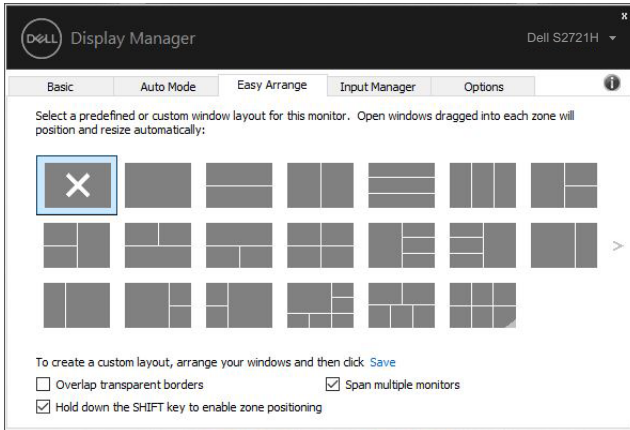 x
DELL Display Manager
Dell S2721H
Basic Auto Mode Easy Arrange Input Manager Options
Select a predefined or custom window layout for this monitor. Open windows dragged into each zone will
position and resize automatically:
>
To create a custom layout, arrange your windows and then click Save
Overlap transparent borders
Span multiple monitors
Hold down the SHIFT key to enable zone positioning